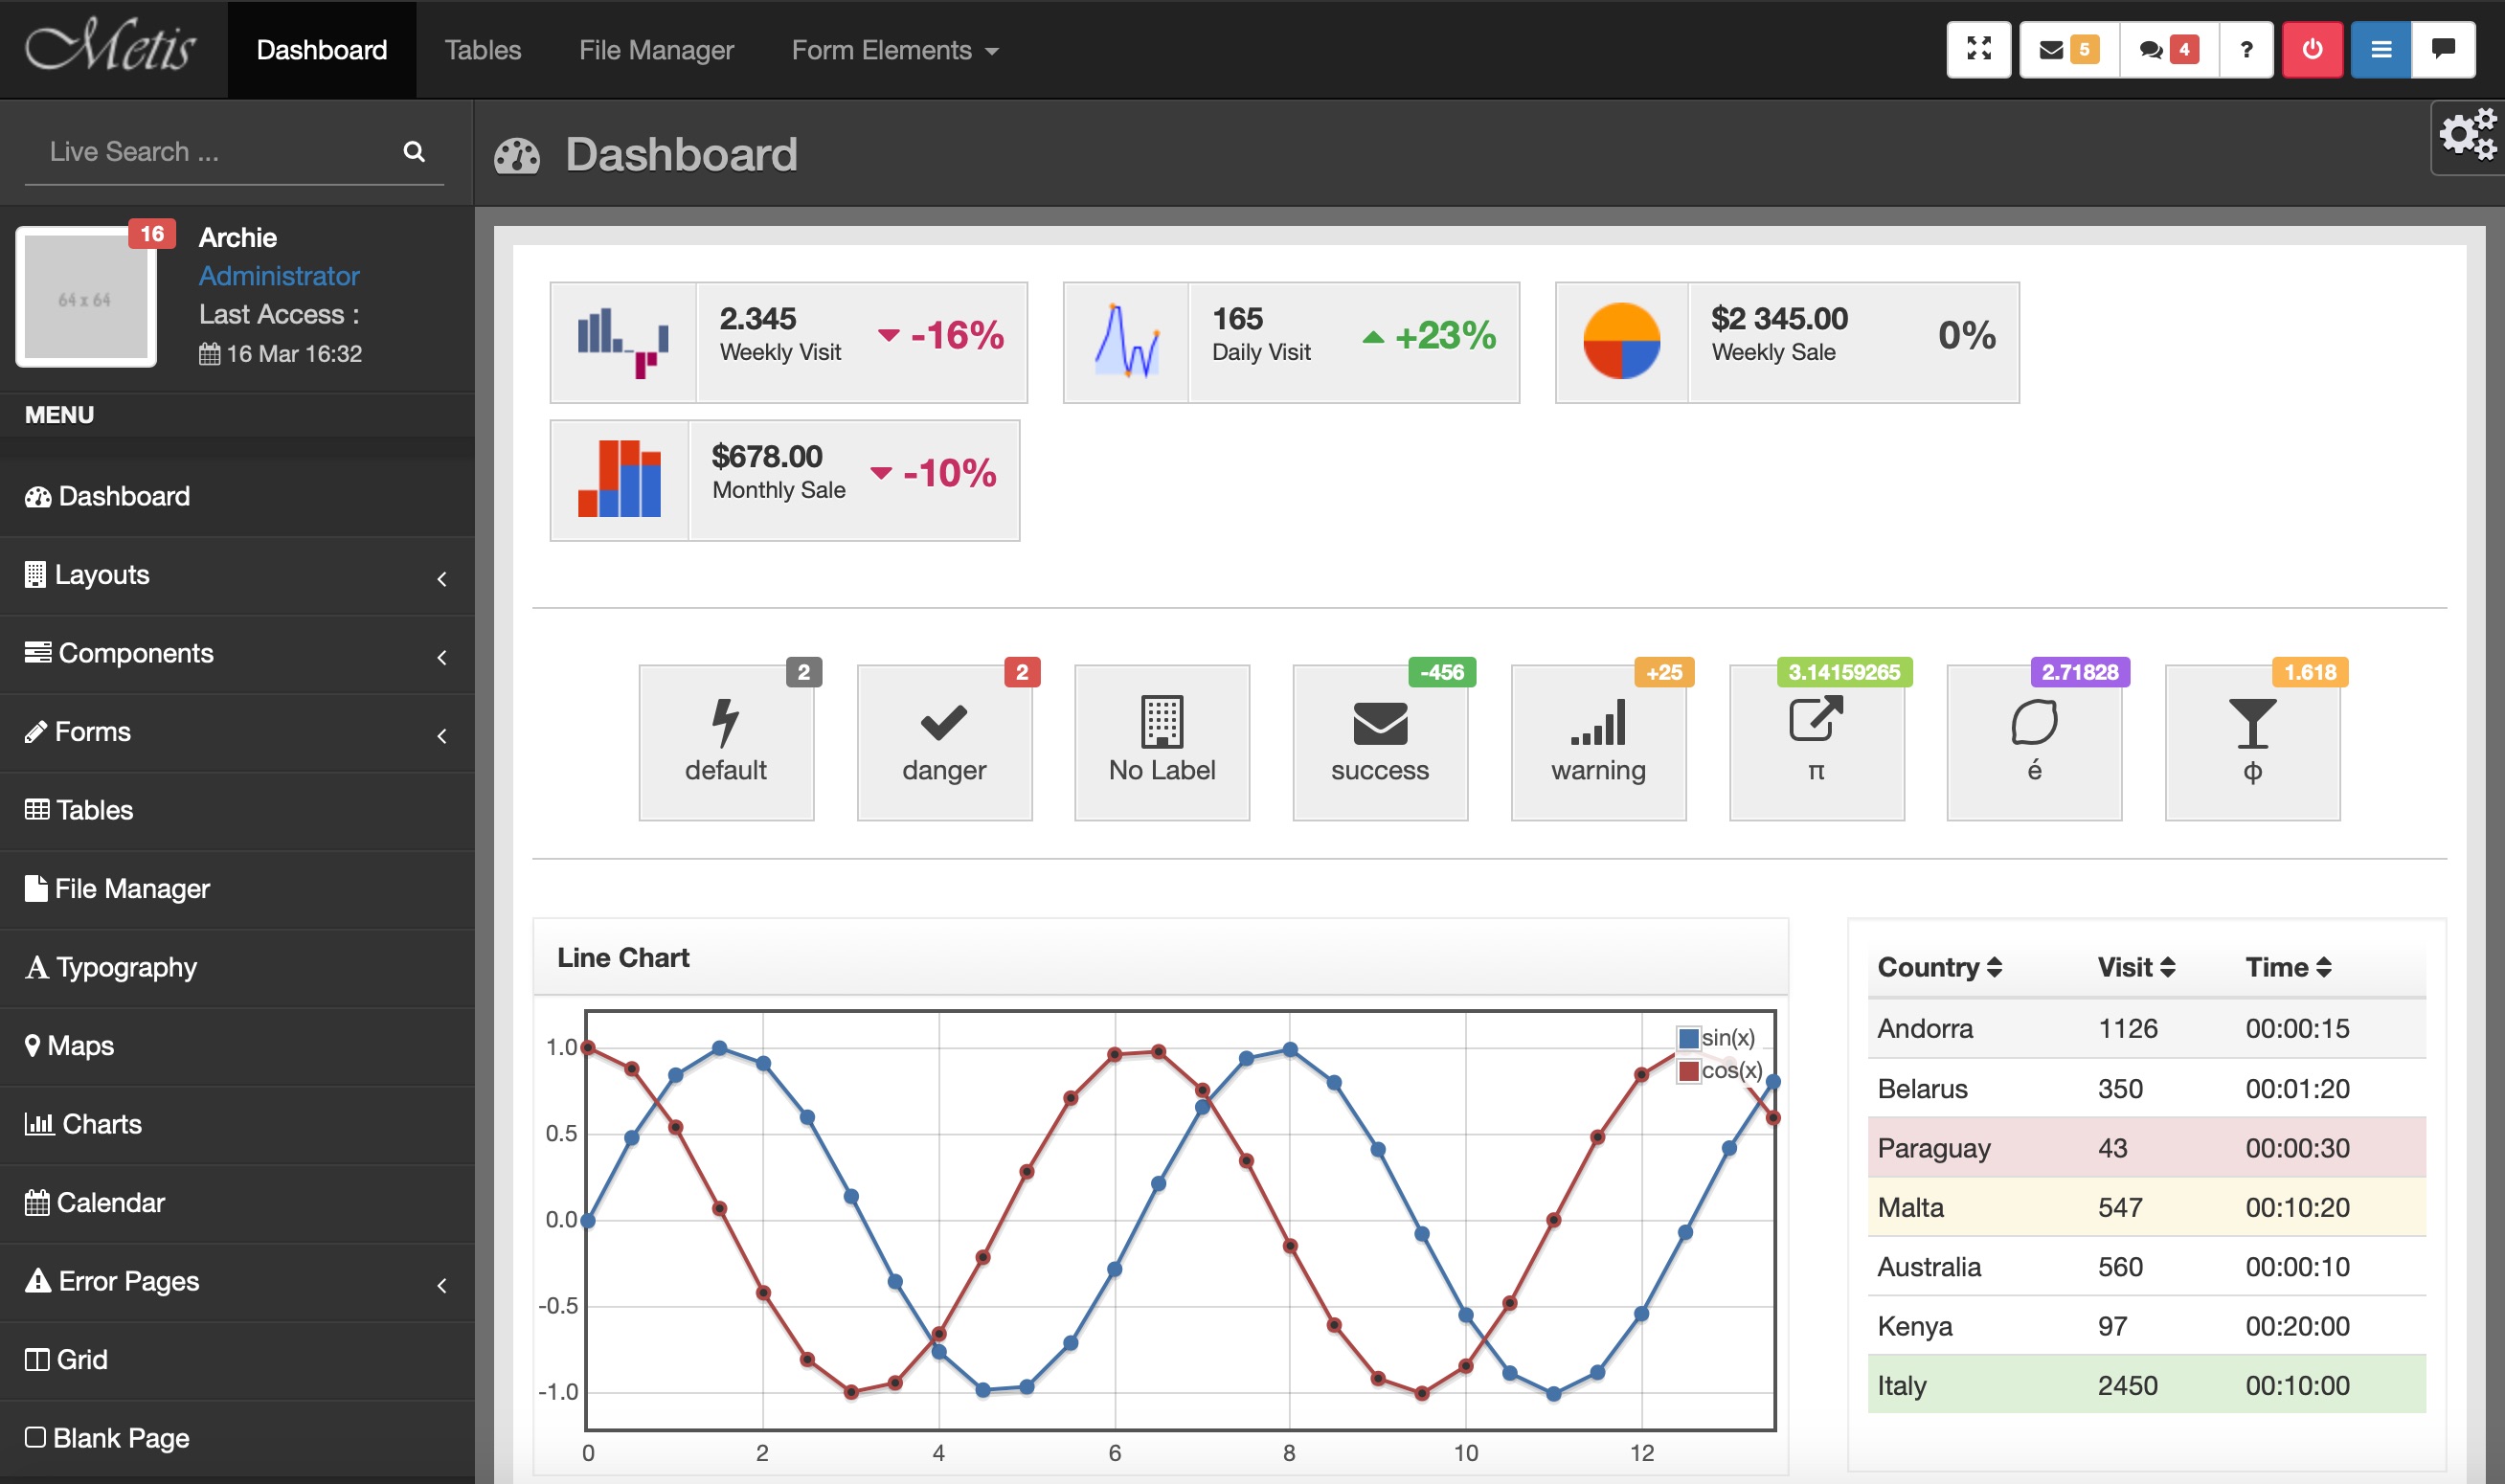 Metis
Dashboard
Tables
File Manager
Form Elements
5
4
?
Live Search ...
Dashboard
64 x 64
16
Archie
Administrator
Last Access :
16 Mar 16:32
MENU
Dashboard
Layouts
Components
Forms
Tables
File Manager
Typography
Maps
Charts
Calendar
Error Pages
Grid
Blank Page
2.345
Weekly Visit
-16%
165
Daily Visit
+23%
$2 345.00
Weekly Sale
0%
$678.00
Monthly Sale
-10%
2
default
2
danger
No Label
-456
success
+25
warning
3.14159265
π
2.71828
é
1.618
φ
Line Chart
sin(x)
cos(x)
1.0
0.5
0.0
-0.5
-1.0
0 2 4 6 8 10 12
Country Visit Time
Andorra 1126 00:00:15
Belarus 350 00:01:20
Paraguay 43 00:00:30
Malta 547 00:10:20
Australia 560 00:00:10
Kenya 97 00:20:00
Italy 2450 00:10:00